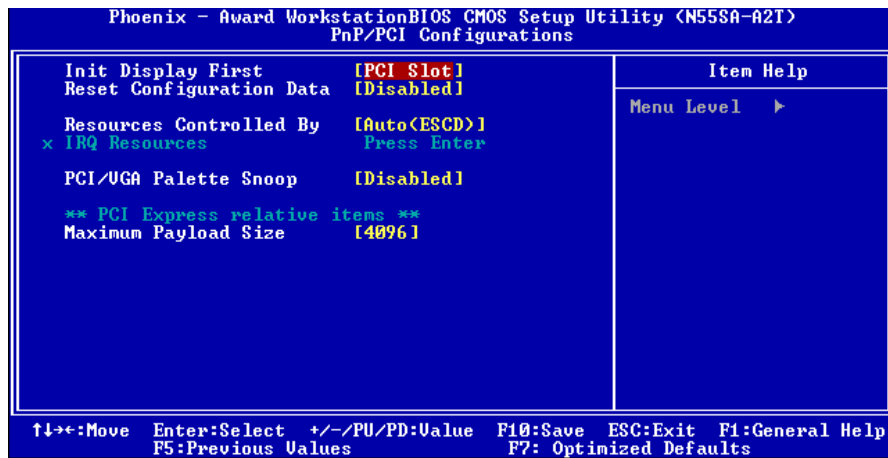 Phoenix - Award WorkstationBIOS CMOS Setup Utility (N55SA-A2T)
PnP/PCI Configurations
Init Display First [PCI Slot]
Reset Configuration Data [Disabled]
Resources Controlled By [Auto(ESCD)]
x IRQ Resources Press Enter
PCI/VGA Palette Snoop [Disabled]
** PCI Express relative items **
Maximum Payload Size [4096]
Item Help
Menu Level ▶
↑↓→←:Move Enter:Select +/-/PU/PD:Value F10:Save ESC:Exit F1:General Help
F5:Previous Values F7: Optimized Defaults